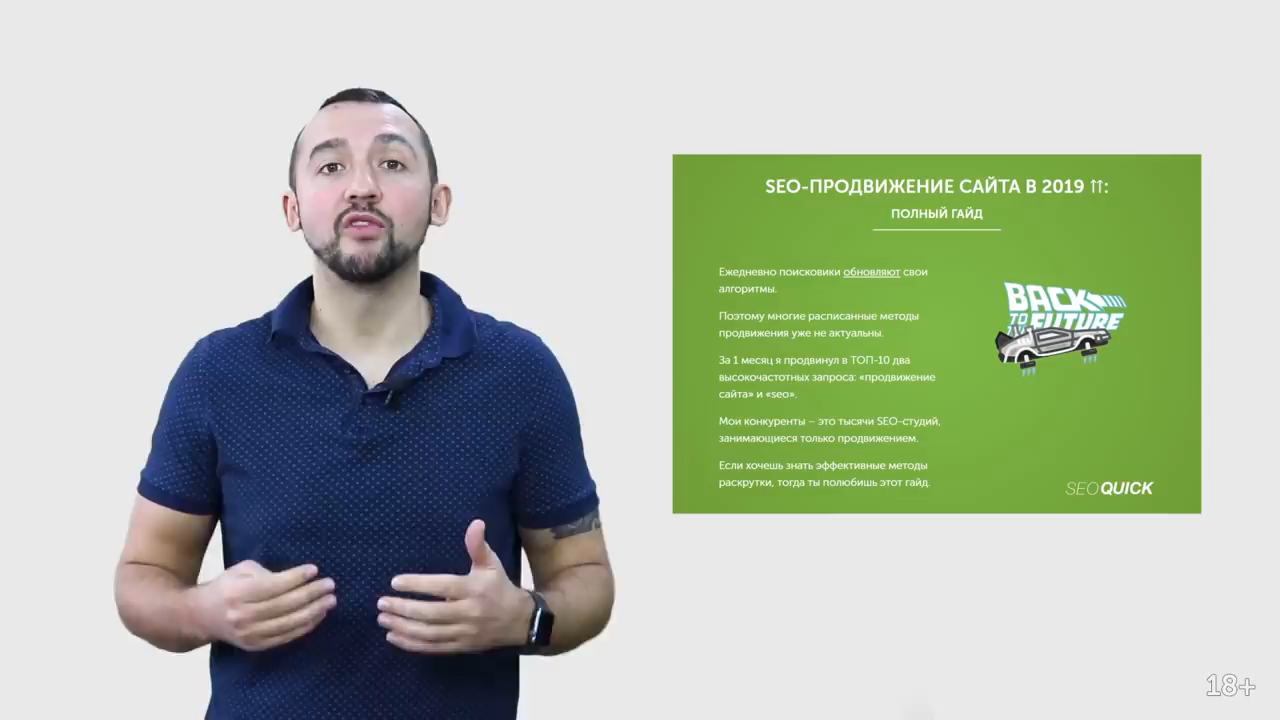 SEO-ПРОДВИЖЕНИЕ САЙТА В 2019 ⇈:
ПОЛНЫЙ ГАЙД
Ежедневно поисковики обновляют свои
алгоритмы.
Поэтому многие расписанные методы
продвижения уже не актуальны.
За 1 месяц я продвинул в ТОП-10 два
высокочастотных запроса: «продвижение
сайта» и «seo».
Мои конкуренты – это тысячи SEO-студий,
занимающиеся только продвижением.
Если хочешь знать эффективные методы
раскрутки, тогда ты полюбишь этот гайд.
BACK
TO THE FUTURE
SEOQUICK
18+